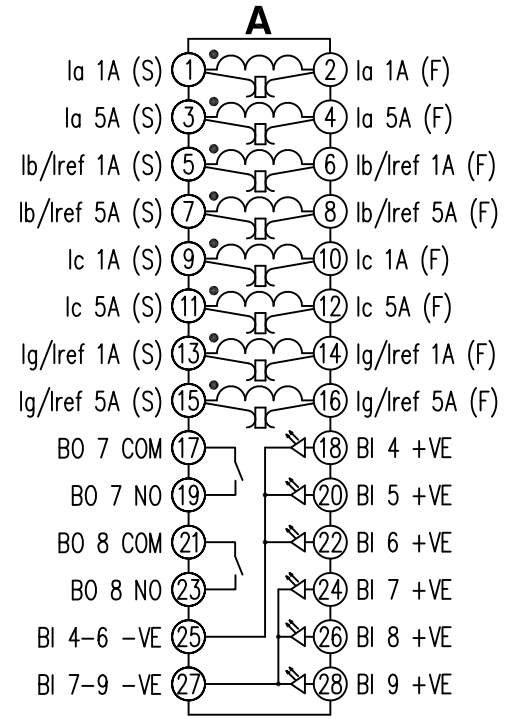 A
Ia 1A (S) 1 2 Ia 1A (F)
Ia 5A (S) 3 4 Ia 5A (F)
Ib/Iref 1A (S) 5 6 Ib/Iref 1A (F)
Ib/Iref 5A (S) 7 8 Ib/Iref 5A (F)
Ic 1A (S) 9 10 Ic 1A (F)
Ic 5A (S) 11 12 Ic 5A (F)
Ig/Iref 1A (S) 13 14 Ig/Iref 1A (F)
Ig/Iref 5A (S) 15 16 Ig/Iref 5A (F)
BO 7 COM 17 18 BI 4 +VE
BO 7 NO 19 20 BI 5 +VE
BO 8 COM 21 22 BI 6 +VE
BO 8 NO 23 24 BI 7 +VE
BI 4-6 -VE 25 26 BI 8 +VE
BI 7-9 -VE 27 28 BI 9 +VE